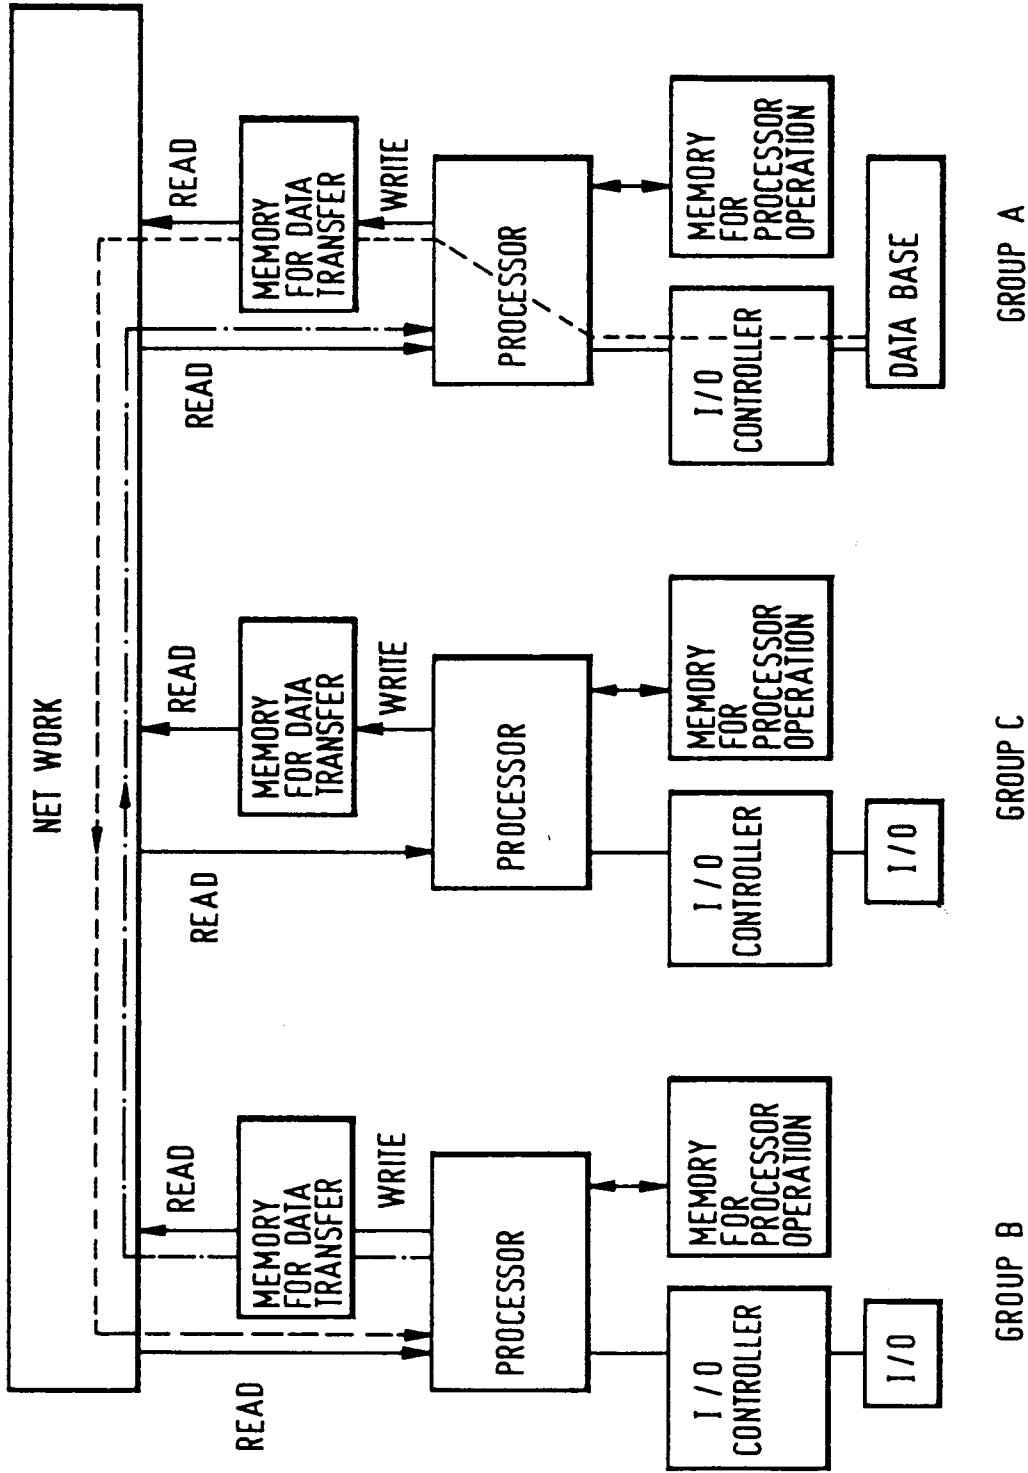 NET WORK
READ
READ
MEMORY
FOR DATA
TRANSFER
WRITE
PROCESSOR
I/O
CONTROLLER
MEMORY
FOR
PROCESSOR
OPERATION
I/O
GROUP B
READ
READ
MEMORY
FOR DATA
TRANSFER
WRITE
PROCESSOR
I/O
CONTROLLER
MEMORY
FOR
PROCESSOR
OPERATION
I/O
GROUP C
READ
READ
MEMORY
FOR DATA
TRANSFER
WRITE
PROCESSOR
I/O
CONTROLLER
MEMORY
FOR
PROCESSOR
OPERATION
DATA BASE
GROUP A